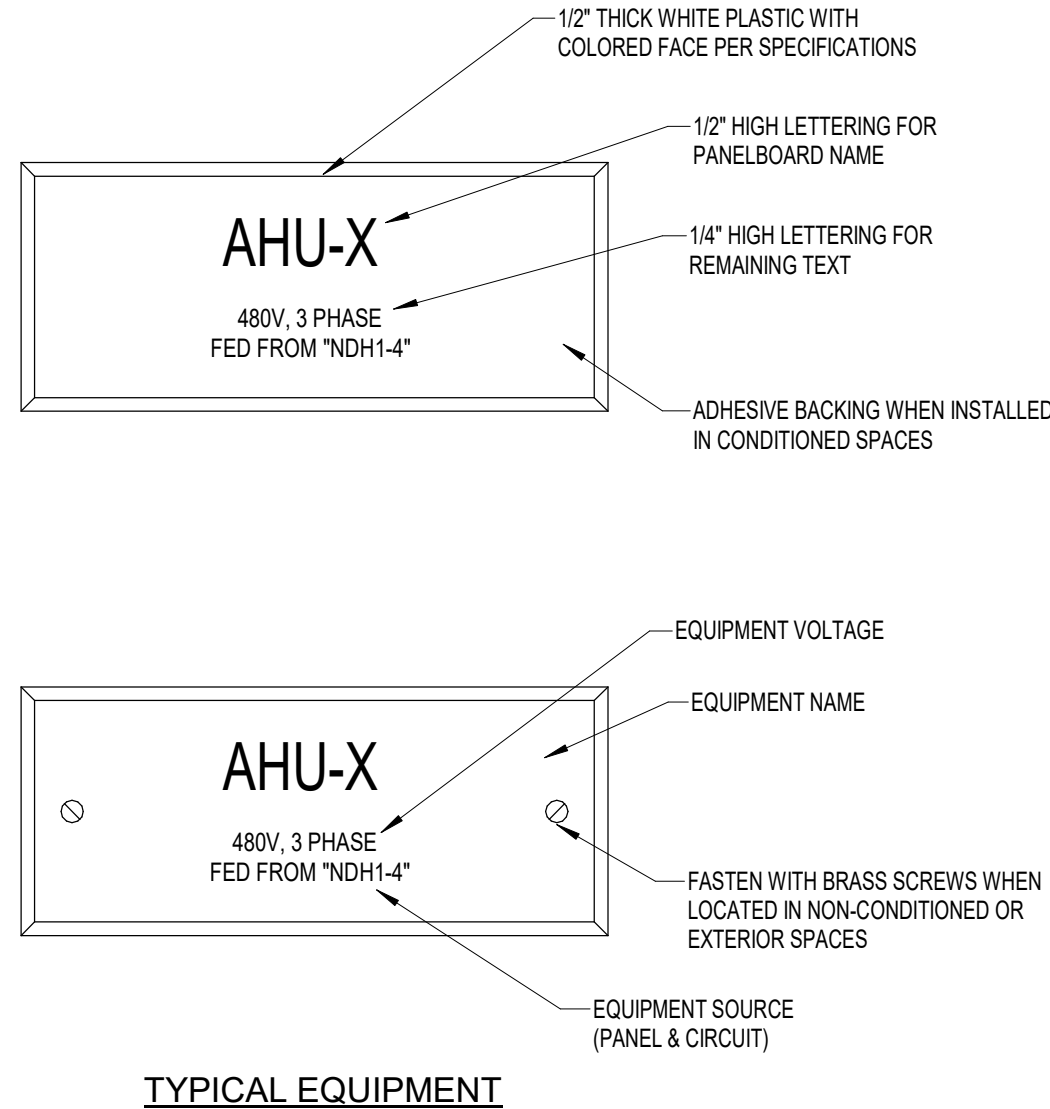 1/2" THICK WHITE PLASTIC WITH
COLORED FACE PER SPECIFICATIONS
1/2" HIGH LETTERING FOR
PANELBOARD NAME
AHU-X
1/4" HIGH LETTERING FOR
REMAINING TEXT
480V, 3 PHASE
FED FROM "NDH1-4"
ADHESIVE BACKING WHEN INSTALLED
IN CONDITIONED SPACES
EQUIPMENT VOLTAGE
EQUIPMENT NAME
AHU-X
480V, 3 PHASE
FED FROM "NDH1-4"
FASTEN WITH BRASS SCREWS WHEN
LOCATED IN NON-CONDITIONED OR
EXTERIOR SPACES
EQUIPMENT SOURCE
(PANEL & CIRCUIT)
TYPICAL EQUIPMENT